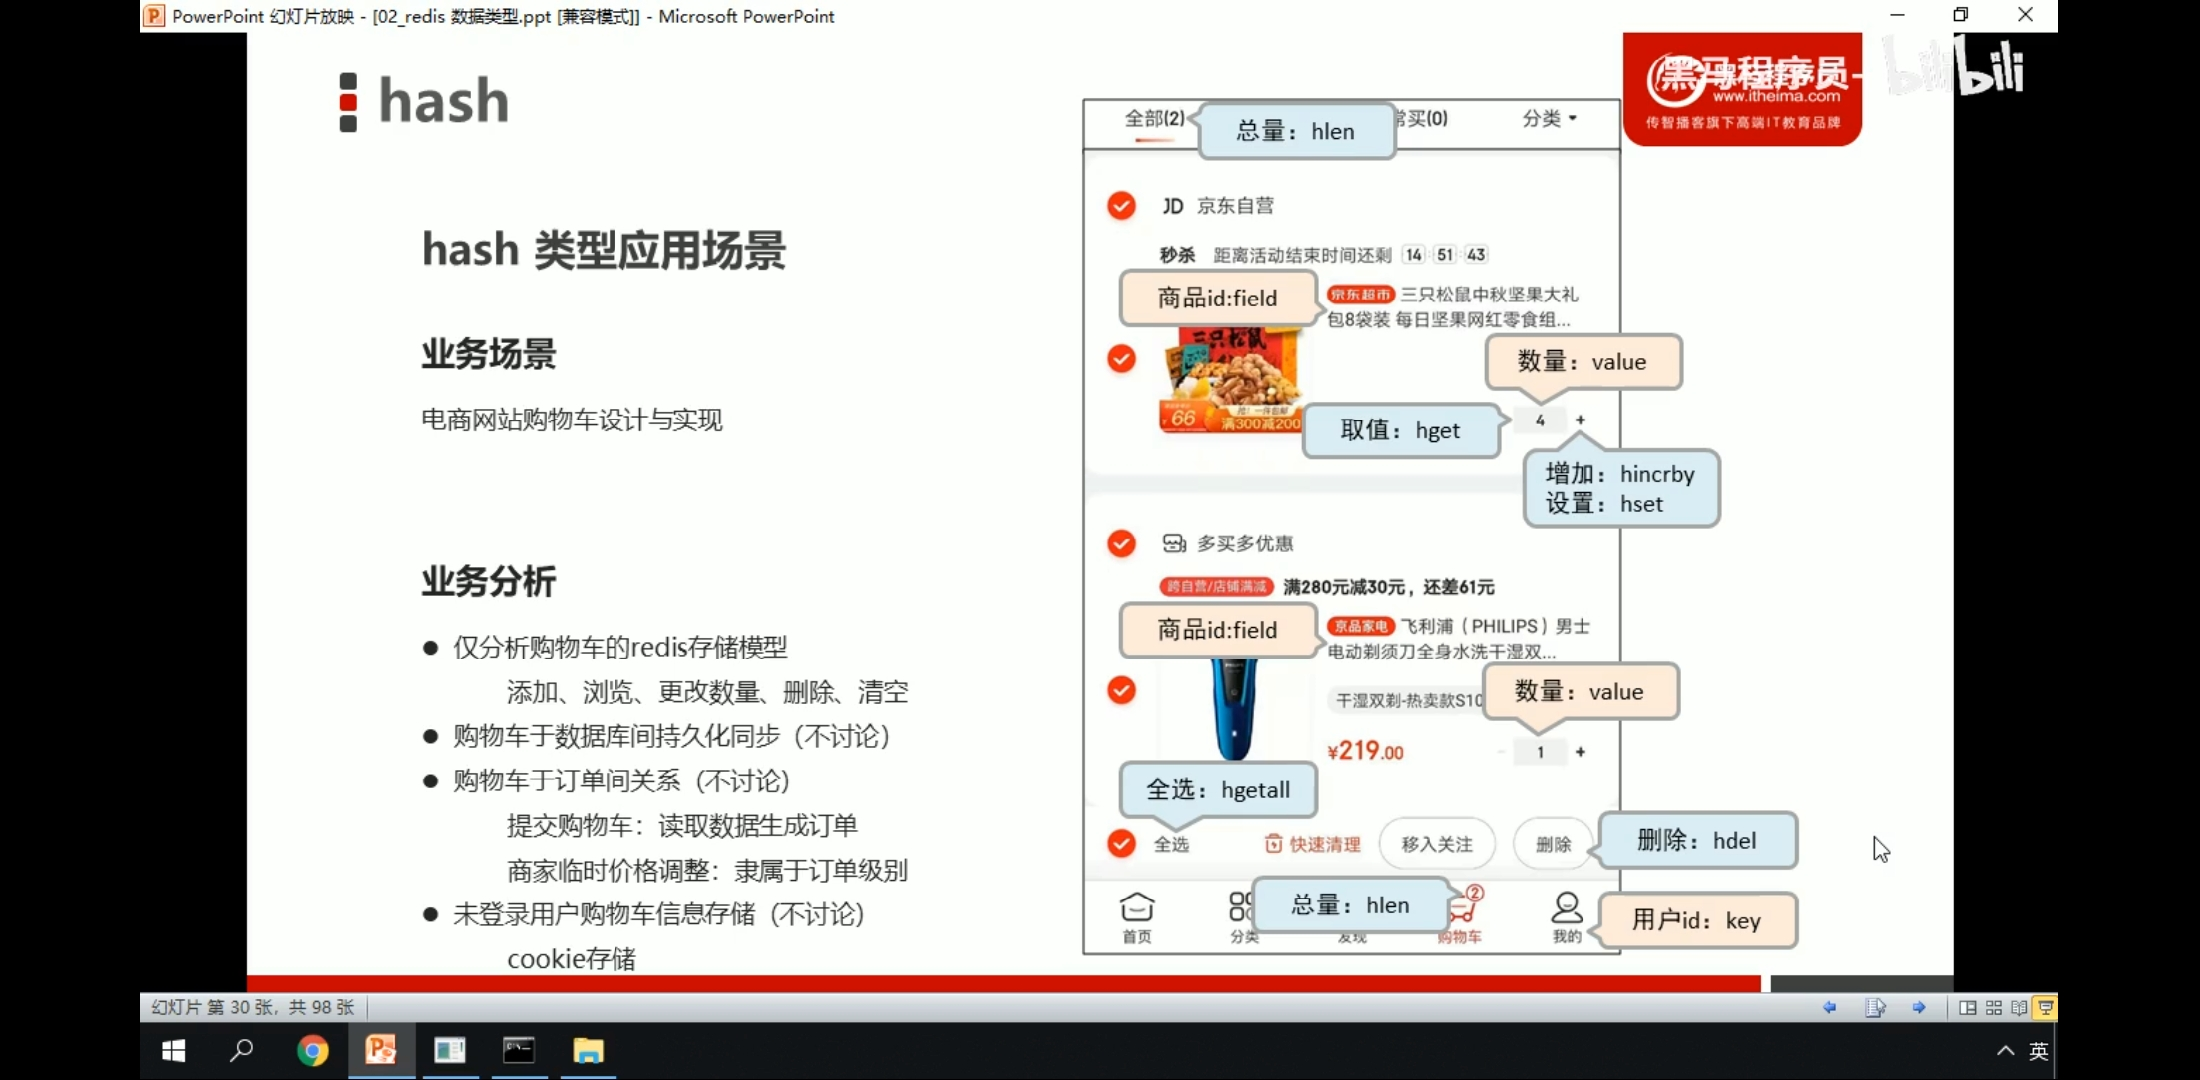 PowerPoint 幻灯片放映 - [02_redis 数据类型.ppt [兼容模式]] - Microsoft PowerPoint
黑马程序员-
bilibili
www.itheima.com
传智播客旗下高端IT教育品牌
hash
hash 类型应用场景
业务场景
电商网站购物车设计与实现
业务分析
● 仅分析购物车的redis存储模型
添加、浏览、更改数量、删除、清空
● 购物车于数据库间持久化同步（不讨论）
● 购物车于订单间关系（不讨论）
提交购物车：读取数据生成订单
商家临时价格调整：隶属于订单级别
● 未登录用户购物车信息存储（不讨论）
cookie存储
全部(2)
总量：hlen
常买(0)
分类
JD 京东自营
秒杀 距离活动结束时间还剩 14:51:43
商品id:field
京东超市 三只松鼠中秋坚果大礼
包8袋装 每日坚果网红零食组...
三只松鼠
66
满300减200
数量：value
取值：hget
4 +
增加：hincrby
设置：hset
多买多优惠
跨自营/店铺满减 满280元减30元，还差61元
商品id:field
京品家电 飞利浦（PHILIPS）男士
电动剃须刀全身水洗干湿双...
干湿双剃-热卖款S10
数量：value
¥219.00
- 1 +
全选：hgetall
全选
快速清理
移入关注
删除
删除：hdel
总量：hlen
2
用户id：key
首页
分类
发现
购物车
我的
幻灯片 第 30 张，共 98 张
英